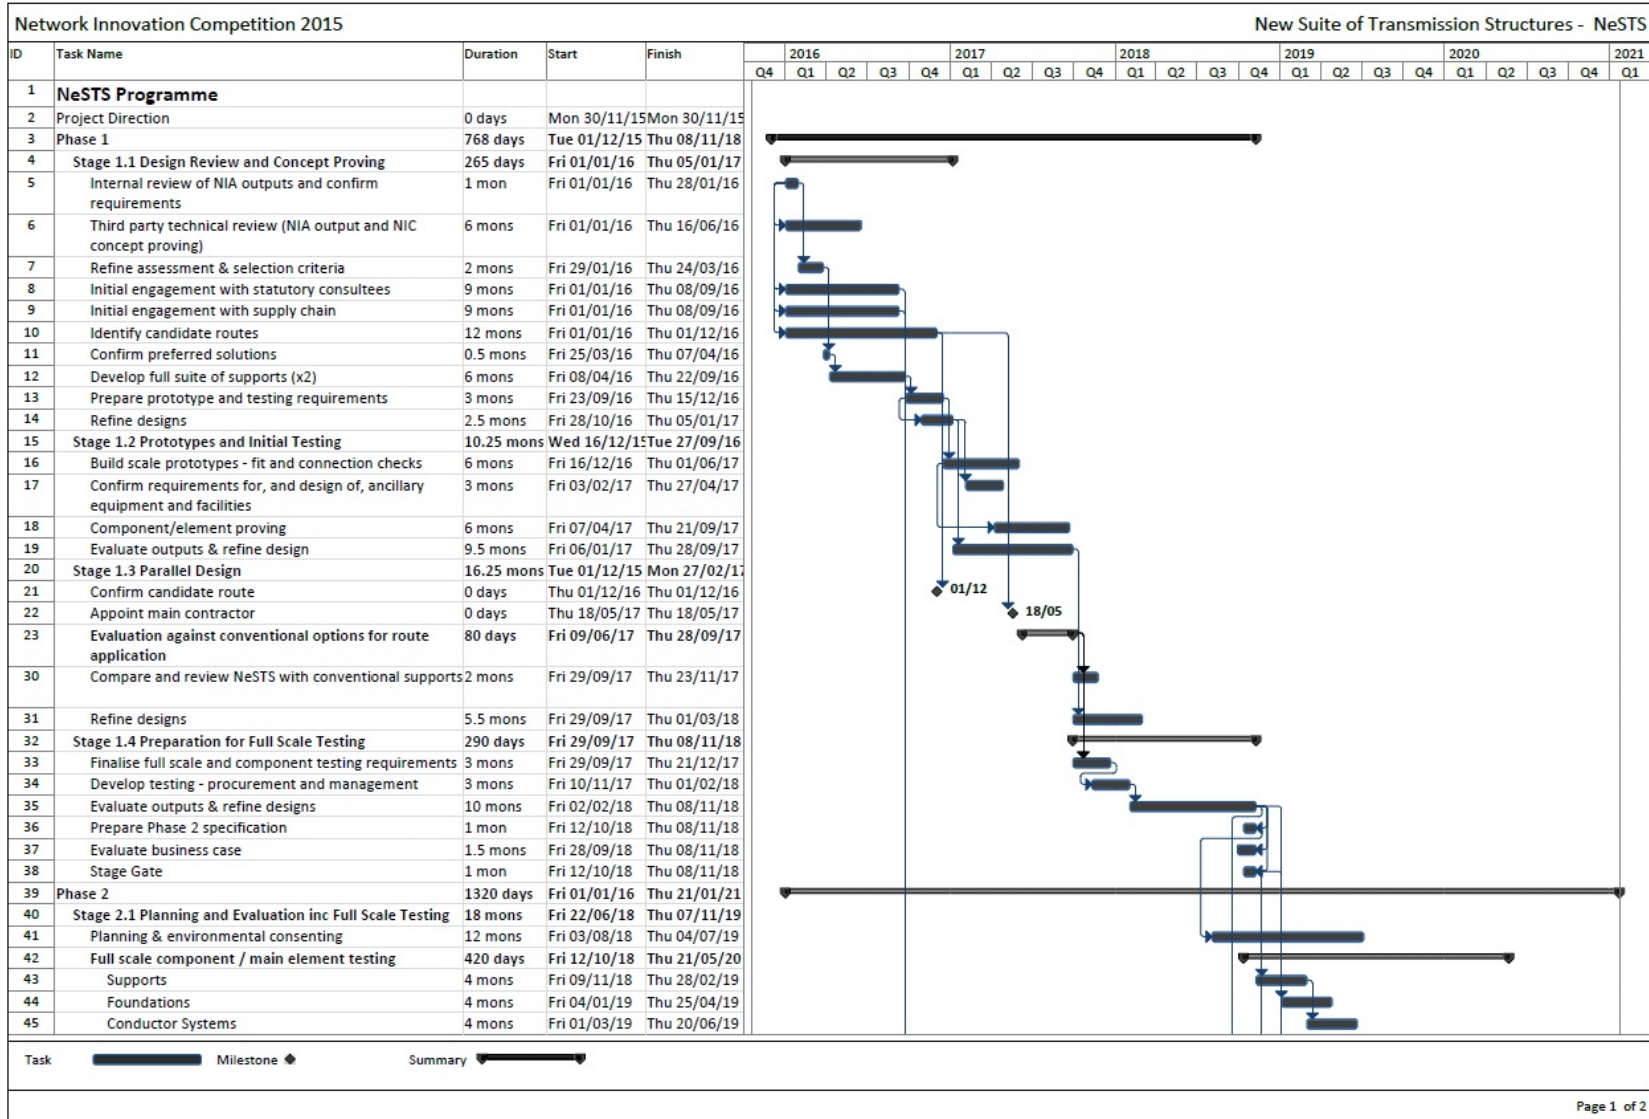 Network Innovation Competition 2015 New Suite of Transmission Structures - NeSTS
ID Task Name Duration Start Finish 2016 2017 2018 2019 2020 2021
Q4 Q1 Q2 Q3 Q4 Q1 Q2 Q3 Q4 Q1 Q2 Q3 Q4 Q1 Q2 Q3 Q4 Q1 Q2 Q3 Q4 Q1
1 NeSTS Programme
2 Project Direction 0 days Mon 30/11/15 Mon 30/11/15
3 Phase 1 768 days Tue 01/12/15 Thu 08/11/18
4 Stage 1.1 Design Review and Concept Proving 265 days Fri 01/01/16 Thu 05/01/17
5 Internal review of NIA outputs and confirm 1 mon Fri 01/01/16 Thu 28/01/16
requirements
6 Third party technical review (NIA output and NIC 6 mons Fri 01/01/16 Thu 16/06/16
concept proving)
7 Refine assessment & selection criteria 2 mons Fri 29/01/16 Thu 24/03/16
8 Initial engagement with statutory consultees 9 mons Fri 01/01/16 Thu 08/09/16
9 Initial engagement with supply chain 9 mons Fri 01/01/16 Thu 08/09/16
10 Identify candidate routes 12 mons Fri 01/01/16 Thu 01/12/16
11 Confirm preferred solutions 0.5 mons Fri 25/03/16 Thu 07/04/16
12 Develop full suite of supports (x2) 6 mons Fri 08/04/16 Thu 22/09/16
13 Prepare prototype and testing requirements 3 mons Fri 23/09/16 Thu 15/12/16
14 Refine designs 2.5 mons Fri 28/10/16 Thu 05/01/17
15 Stage 1.2 Prototypes and Initial Testing 10.25 mons Wed 16/12/15 Tue 27/09/16
16 Build scale prototypes - fit and connection checks 6 mons Fri 16/12/16 Thu 01/06/17
17 Confirm requirements for, and design of, ancillary 3 mons Fri 03/02/17 Thu 27/04/17
equipment and facilities
18 Component/element proving 6 mons Fri 07/04/17 Thu 21/09/17
19 Evaluate outputs & refine design 9.5 mons Fri 06/01/17 Thu 28/09/17
20 Stage 1.3 Parallel Design 16.25 mons Tue 01/12/15 Mon 27/02/17
21 Confirm candidate route 0 days Thu 01/12/16 Thu 01/12/16 01/12
22 Appoint main contractor 0 days Thu 18/05/17 Thu 18/05/17 18/05
23 Evaluation against conventional options for route 80 days Fri 09/06/17 Thu 28/09/17
application
30 Compare and review NeSTS with conventional supports 2 mons Fri 29/09/17 Thu 23/11/17
31 Refine designs 5.5 mons Fri 29/09/17 Thu 01/03/18
32 Stage 1.4 Preparation for Full Scale Testing 290 days Fri 29/09/17 Thu 08/11/18
33 Finalise full scale and component testing requirements 3 mons Fri 29/09/17 Thu 21/12/17
34 Develop testing - procurement and management 3 mons Fri 10/11/17 Thu 01/02/18
35 Evaluate outputs & refine designs 10 mons Fri 02/02/18 Thu 08/11/18
36 Prepare Phase 2 specification 1 mon Fri 12/10/18 Thu 08/11/18
37 Evaluate business case 1.5 mons Fri 28/09/18 Thu 08/11/18
38 Stage Gate 1 mon Fri 12/10/18 Thu 08/11/18
39 Phase 2 1320 days Fri 01/01/16 Thu 21/01/21
40 Stage 2.1 Planning and Evaluation inc Full Scale Testing 18 mons Fri 22/06/18 Thu 07/11/19
41 Planning & environmental consenting 12 mons Fri 03/08/18 Thu 04/07/19
42 Full scale component / main element testing 420 days Fri 12/10/18 Thu 21/05/20
43 Supports 4 mons Fri 09/11/18 Thu 28/02/19
44 Foundations 4 mons Fri 04/01/19 Thu 25/04/19
45 Conductor Systems 4 mons Fri 01/03/19 Thu 20/06/19
Task Milestone Summary
Page 1 of 2